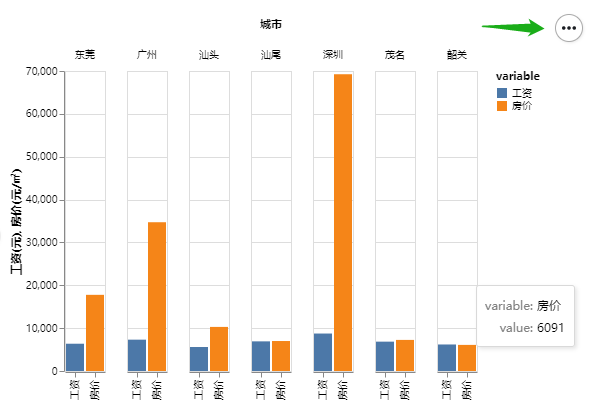 城市
东莞 广州 汕头 汕尾 深圳 茂名 韶关
variable
工资
房价
工资(元), 房价(元/㎡)
70,000
60,000
50,000
40,000
30,000
20,000
10,000
0
variable: 房价
value: 6091
工资 房价 工资 房价 工资 房价 工资 房价 工资 房价 工资 房价 工资 房价